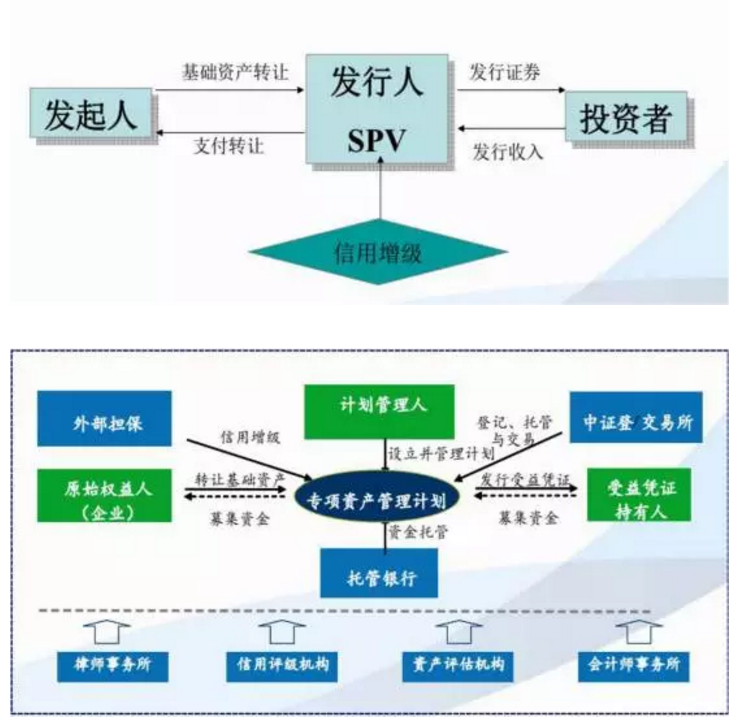 基础资产转让
发行人
发行证券
发起人
SPV
投资者
支付转让
发行收入
信用增级
外部担保
计划管理人
中证登/交易所
信用增级
登记、托管
与交易
设立并管理计划
原始权益人
(企业)
转让基础资产
专项资产管理计划
发行受益凭证
受益凭证
持有人
募集资金
募集资金
资金托管
托管银行
律师事务所
信用评级机构
资产评估机构
会计师事务所